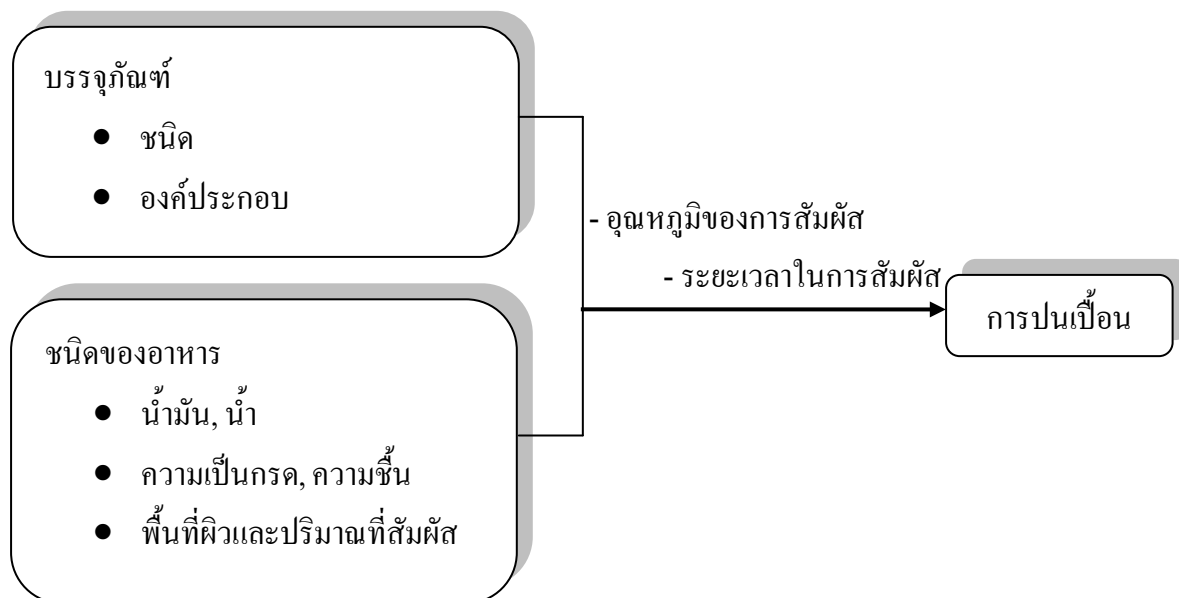 บรรจุภัณฑ์
● ชนิด
● องค์ประกอบ
- อุณหภูมิของการสัมผัส
- ระยะเวลาในการสัมผัส
การปนเปื้อน
ชนิดของอาหาร
● น้ำมัน, น้ำ
● ความเป็นกรด, ความชื้น
● พื้นที่ผิวและปริมาณที่สัมผัส